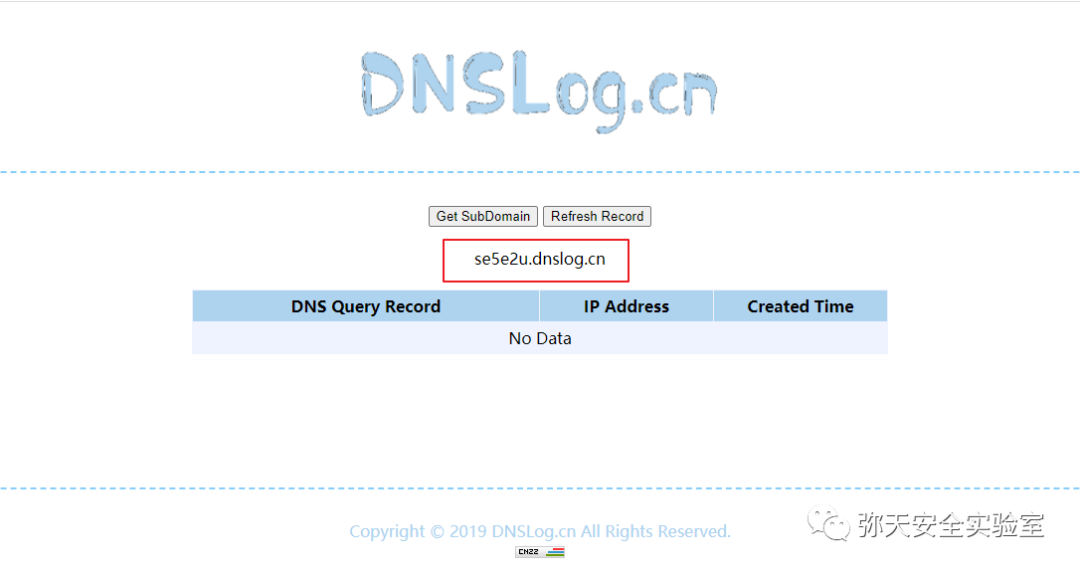 DNSLog.cn
Get SubDomain Refresh Record
se5e2u.dnslog.cn
DNS Query Record IP Address Created Time
No Data
Copyright © 2019 DNSLog.cn All Rights Reserved.
弥天安全实验室
CNZZ